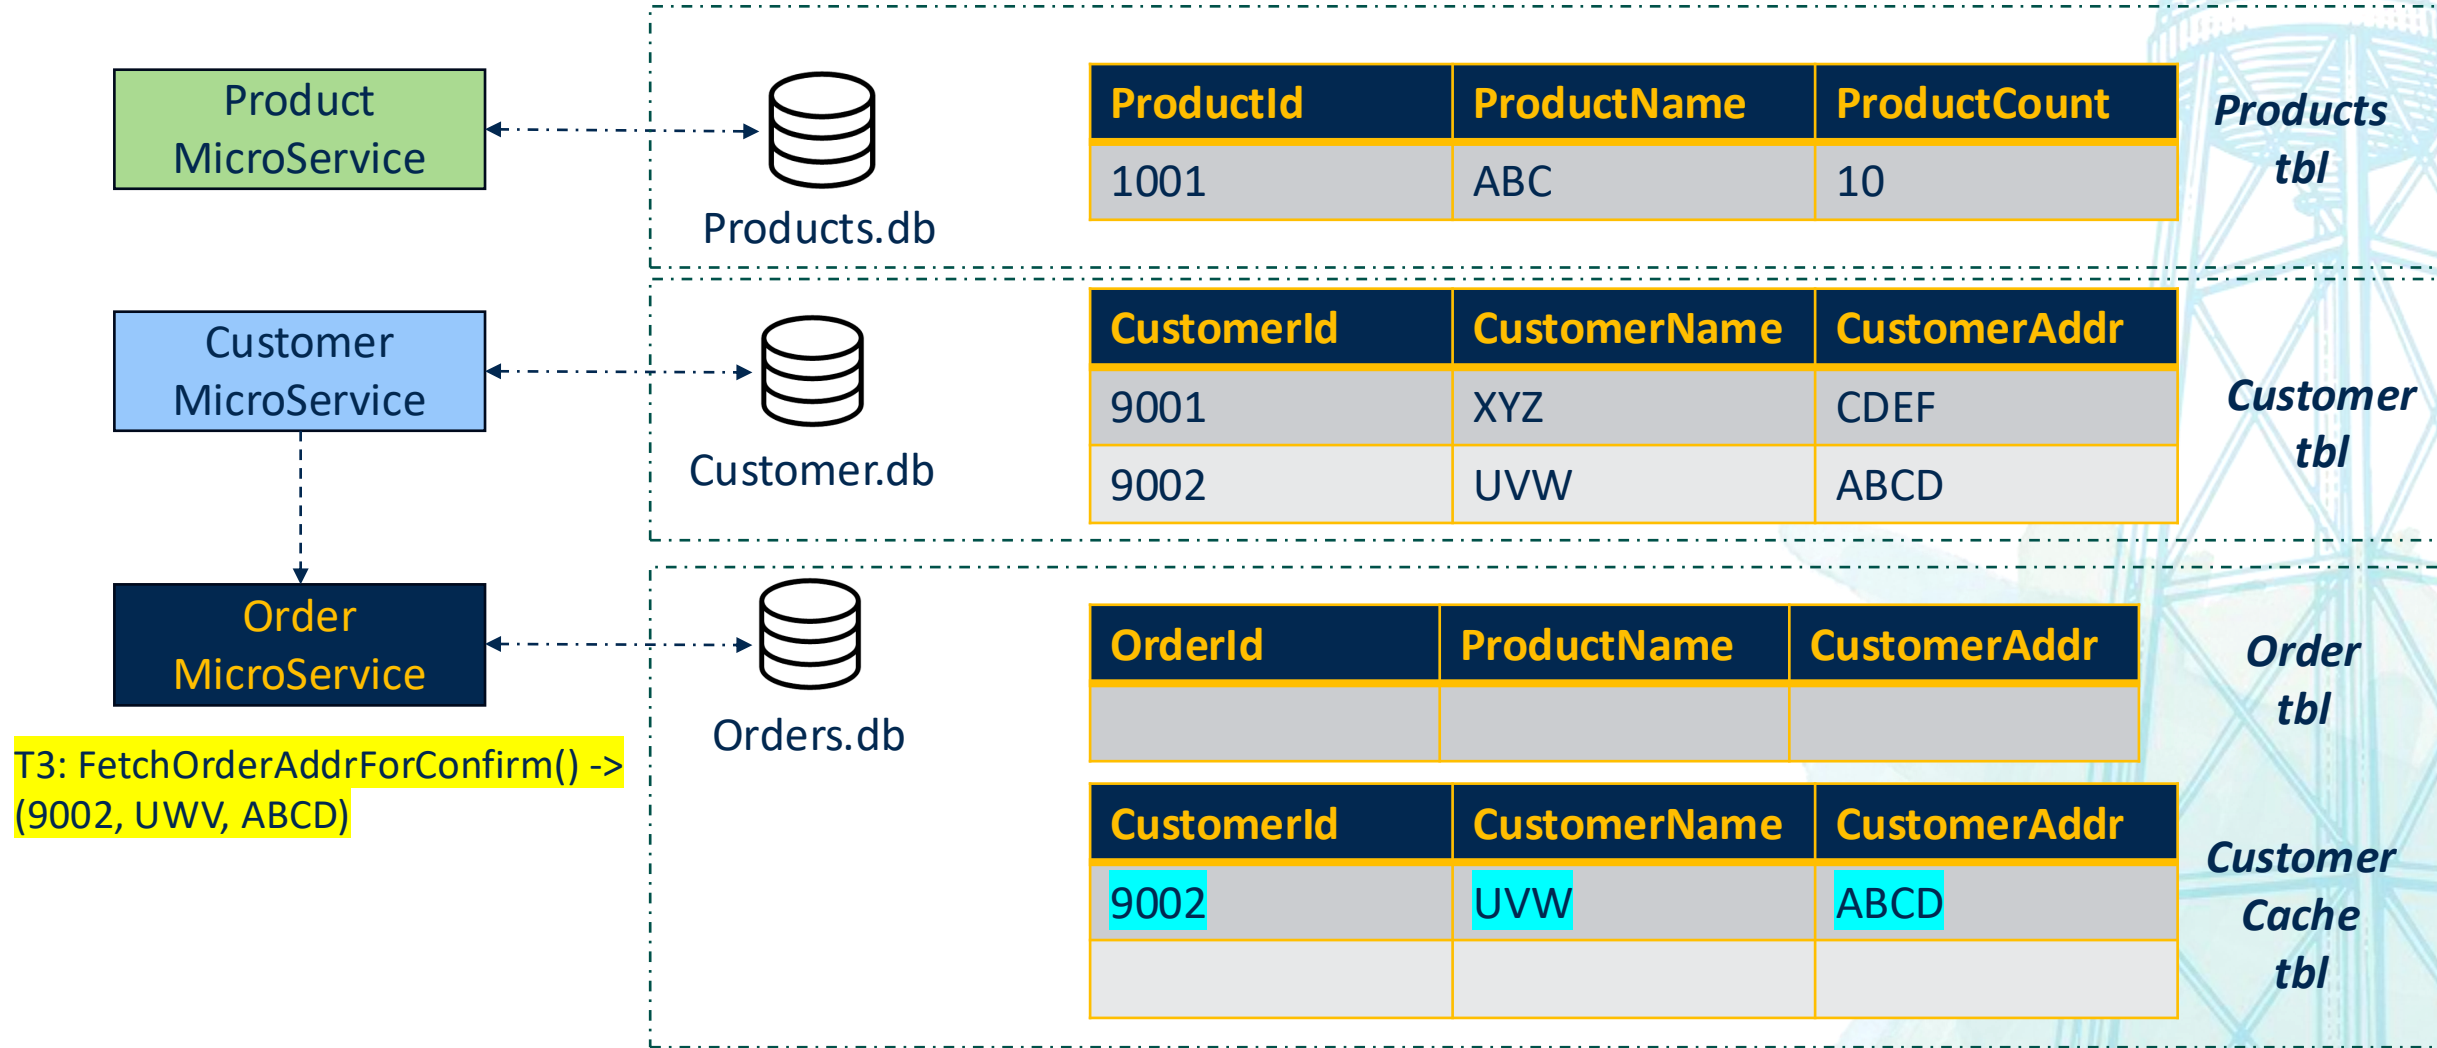 Product
MicroService
Products.db
ProductId ProductName ProductCount
1001 ABC 10
Products
tbl
Customer
MicroService
Customer.db
CustomerId CustomerName CustomerAddr
9001 XYZ CDEF
9002 UVW ABCD
Customer
tbl
Order
MicroService
T3: FetchOrderAddrForConfirm() ->
(9002, UWV, ABCD)
Orders.db
OrderId ProductName CustomerAddr
Order
tbl
CustomerId CustomerName CustomerAddr
9002 UVW ABCD
Customer
Cache
tbl